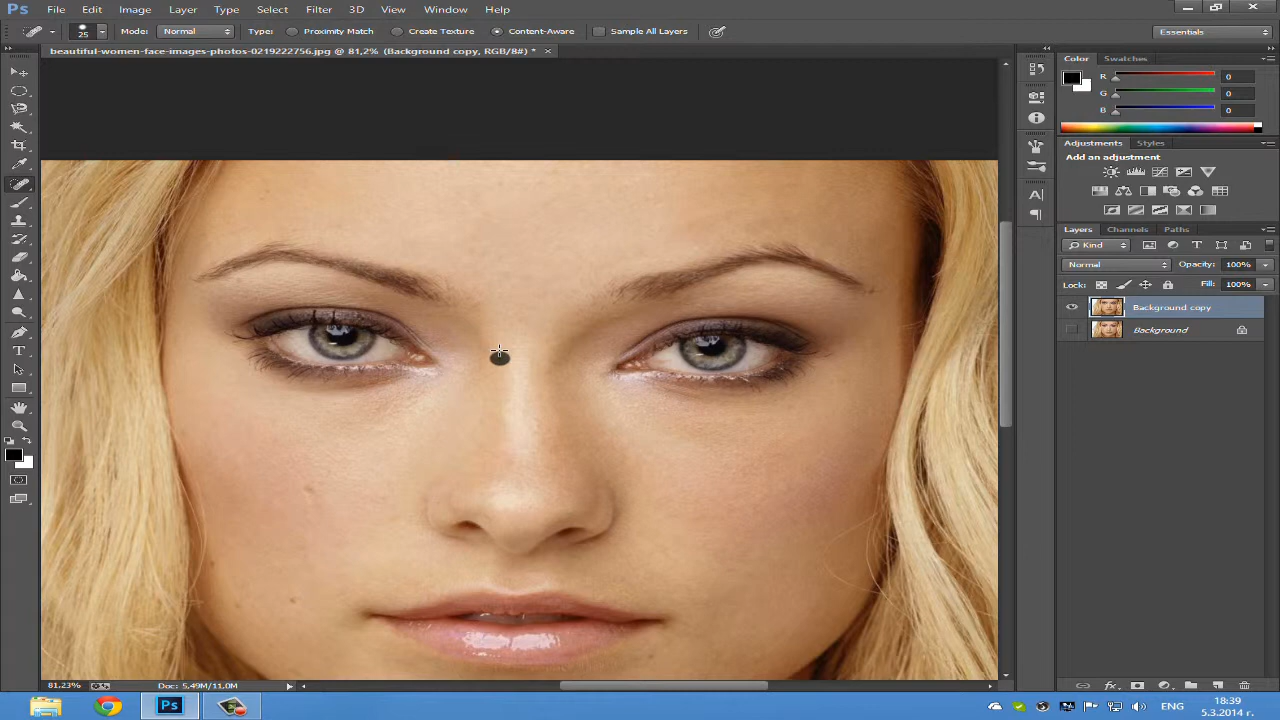 Ps File Edit Image Layer Type Select Filter 3D View Window Help
25 Mode: Normal Type: Proximity Match Create Texture Content-Aware Sample All Layers Essentials
beautiful-women-face-images-photos-0219222756.jpg @ 81,2% (Background copy, RGB/8#) * ×
Color Swatches
R 0
G 0
B 0
Adjustments Styles
Add an adjustment
Layers Channels Paths
Kind
Normal Opacity: 100%
Lock: Fill: 100%
Background copy
Background
81,23% Doc: 5,49M/11,0M
Ps ENG 18:39
5.3.2014 г.